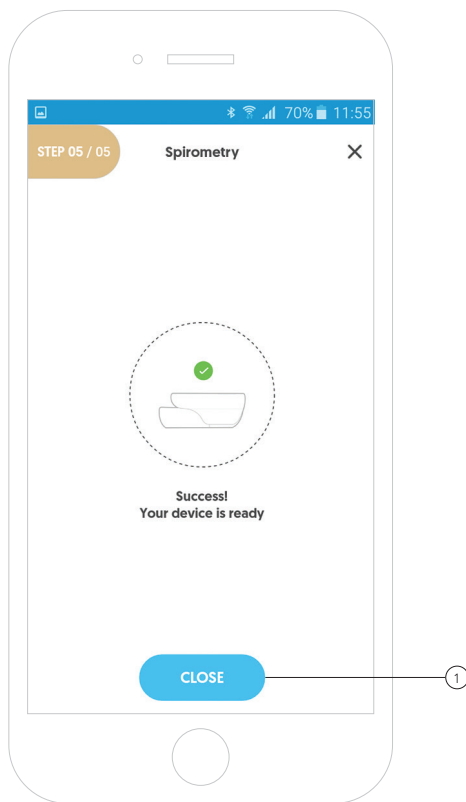 70% 11:55
STEP 05 / 05 Spirometry
Success!
Your device is ready
CLOSE
1